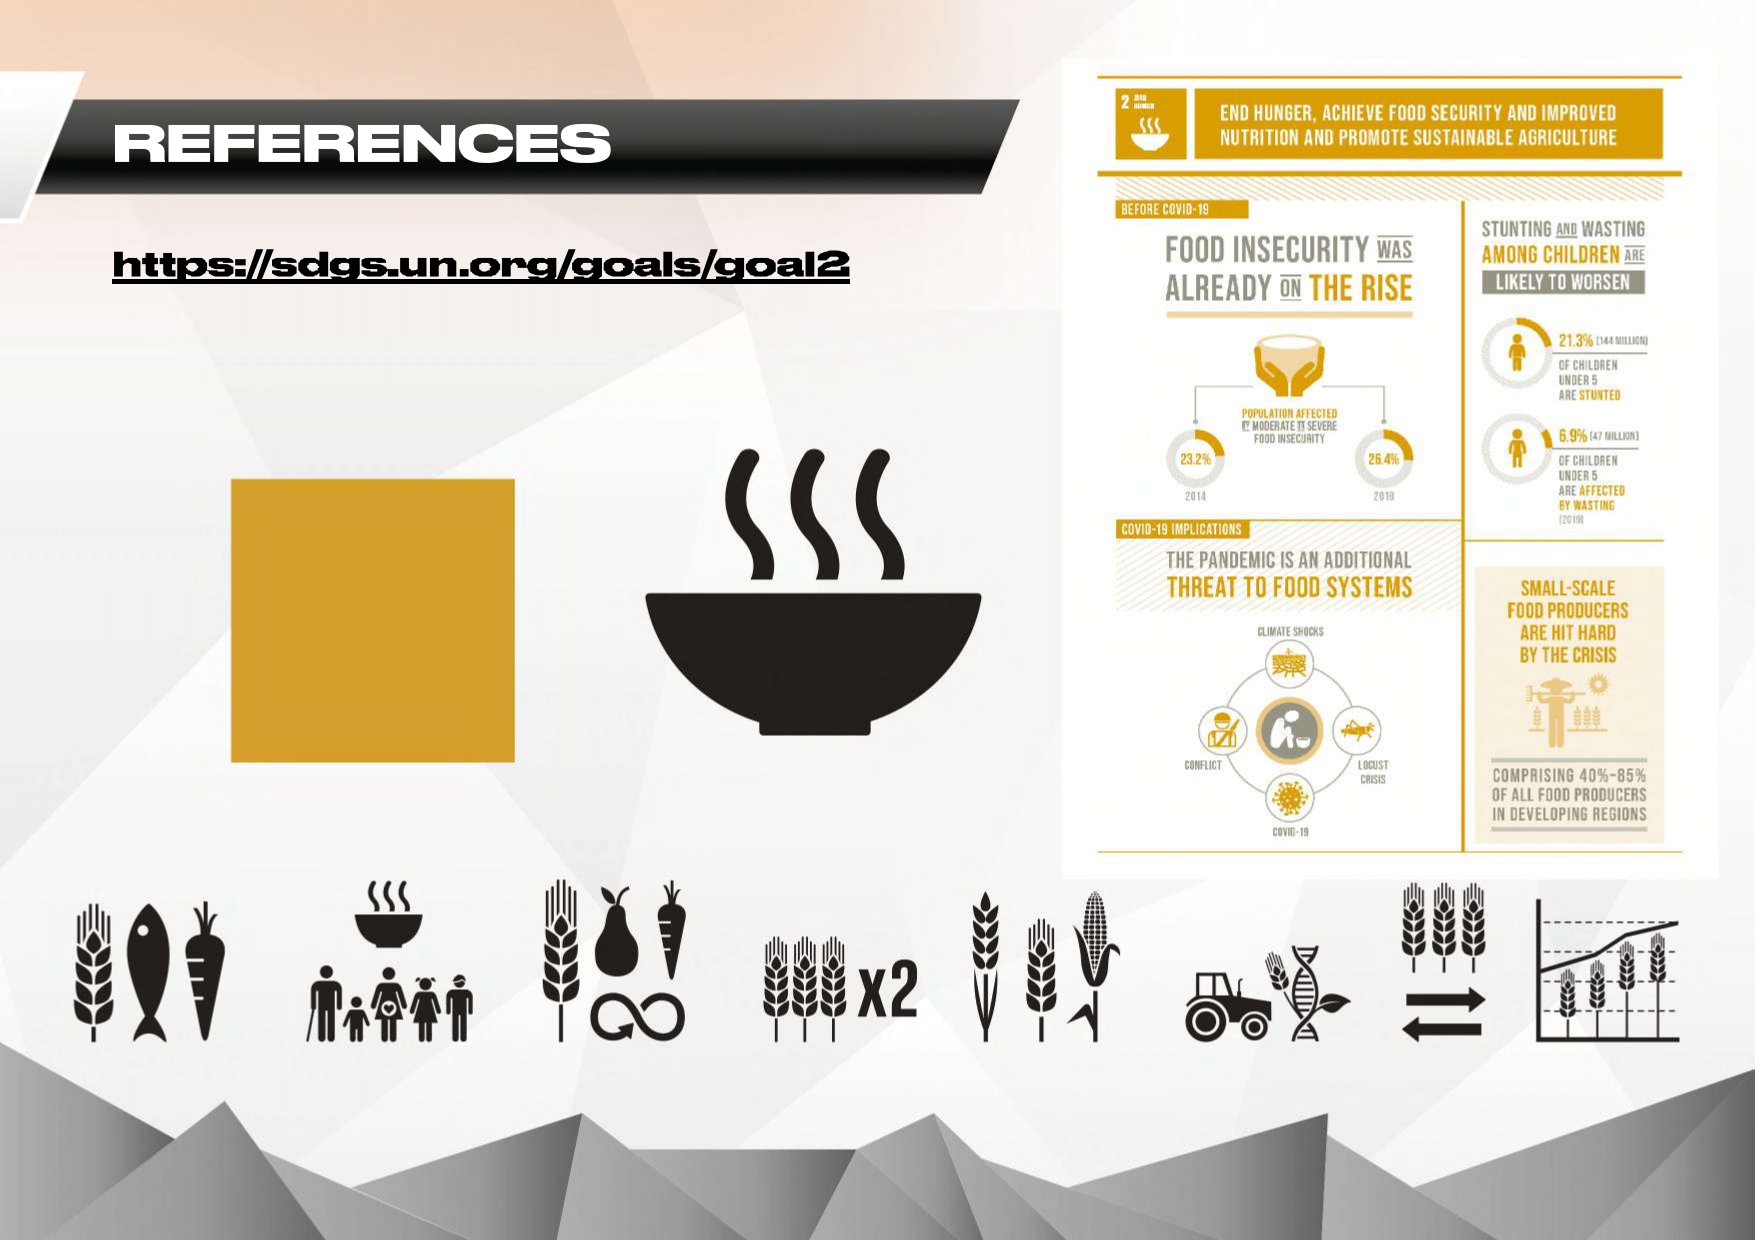 REFERENCES
https://sdgs.un.org/goals/goal2
2 ZERO
HUNGER
END HUNGER, ACHIEVE FOOD SECURITY AND IMPROVED
NUTRITION AND PROMOTE SUSTAINABLE AGRICULTURE
BEFORE COVID-19
FOOD INSECURITY WAS
ALREADY ON THE RISE
POPULATION AFFECTED
BY MODERATE OR SEVERE
FOOD INSECURITY
23.2%
2014
26.4%
2018
COVID-19 IMPLICATIONS
THE PANDEMIC IS AN ADDITIONAL
THREAT TO FOOD SYSTEMS
CLIMATE SHOCKS
CONFLICT
LOCUST
CRISIS
COVID-19
STUNTING AND WASTING
AMONG CHILDREN ARE
LIKELY TO WORSEN
21.3% (144 MILLION)
OF CHILDREN
UNDER 5
ARE STUNTED
6.9% (47 MILLION)
OF CHILDREN
UNDER 5
ARE AFFECTED
BY WASTING
(2019)
SMALL-SCALE
FOOD PRODUCERS
ARE HIT HARD
BY THE CRISIS
COMPRISING 40%-85%
OF ALL FOOD PRODUCERS
IN DEVELOPING REGIONS
x2